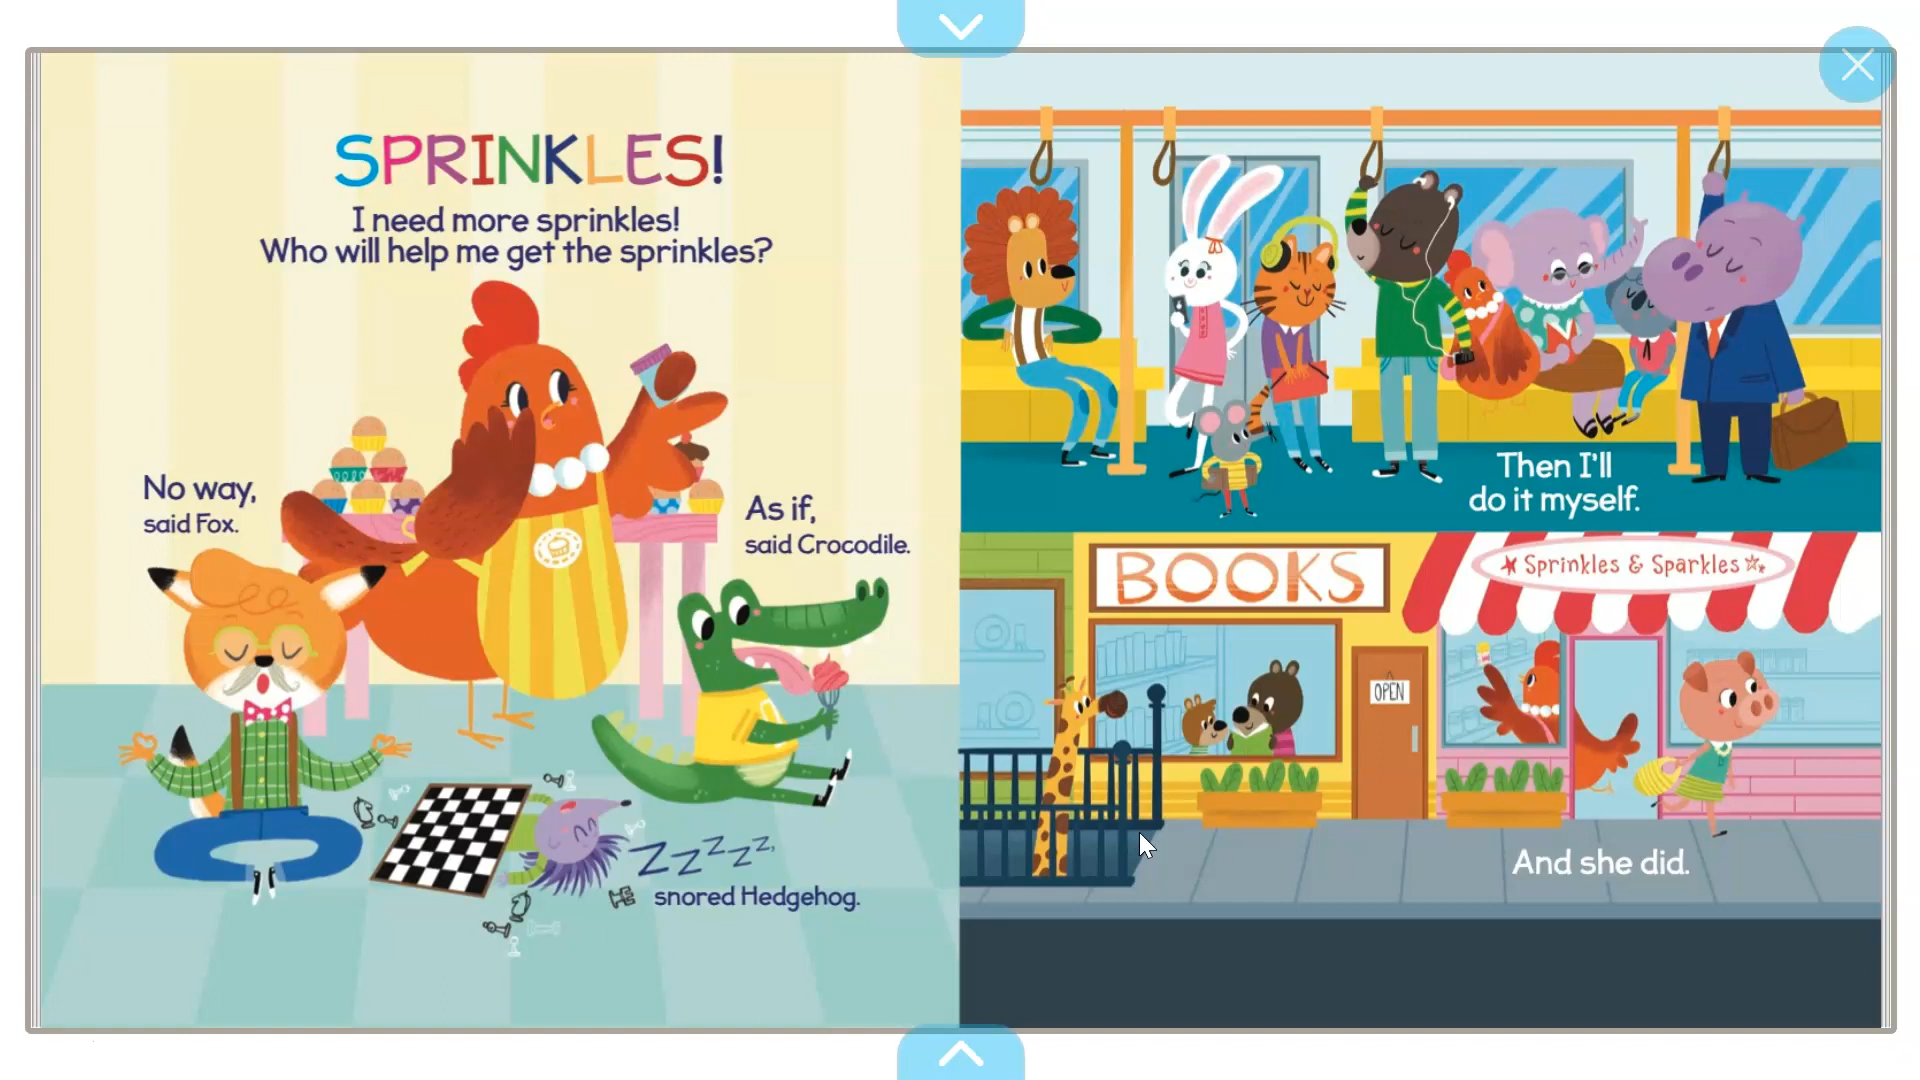 SPRINKLES!
I need more sprinkles!
Who will help me get the sprinkles?
No way,
said Fox.
As if,
said Crocodile.
ZZZZZ,
snored Hedgehog.
Then I'll
do it myself.
BOOKS
Sprinkles & Sparkles
OPEN
And she did.